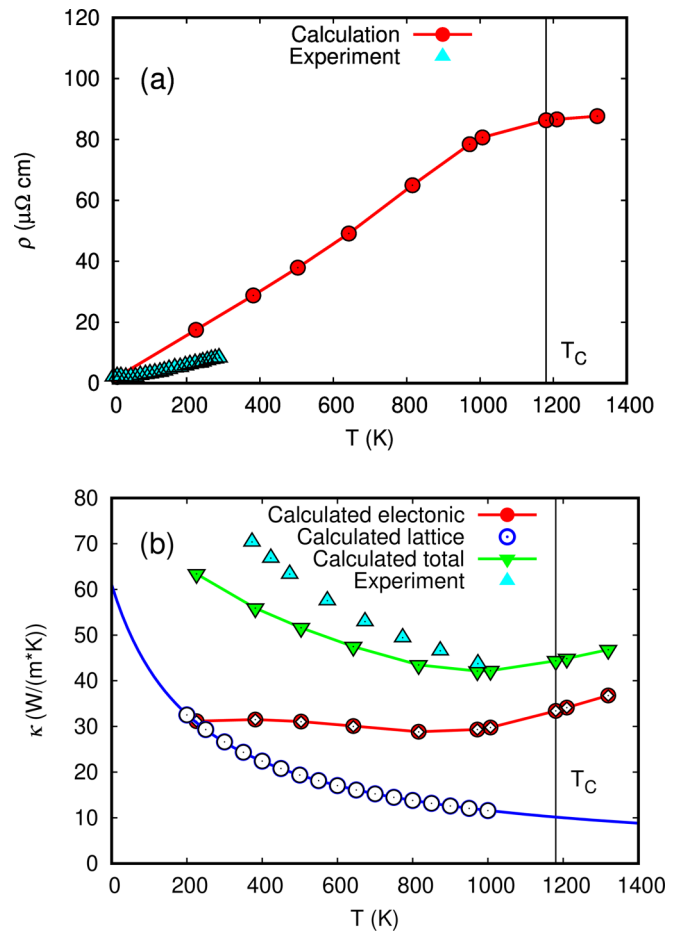 120
100
80
60
40
20
0
ρ (μΩ cm)
(a)
Calculation
Experiment
T_C
0 200 400 600 800 1000 1200 1400
T (K)
80
70
60
50
40
30
20
10
0
κ (W/(m*K))
(b)
Calculated electonic
Calculated lattice
Calculated total
Experiment
T_C
0 200 400 600 800 1000 1200 1400
T (K)